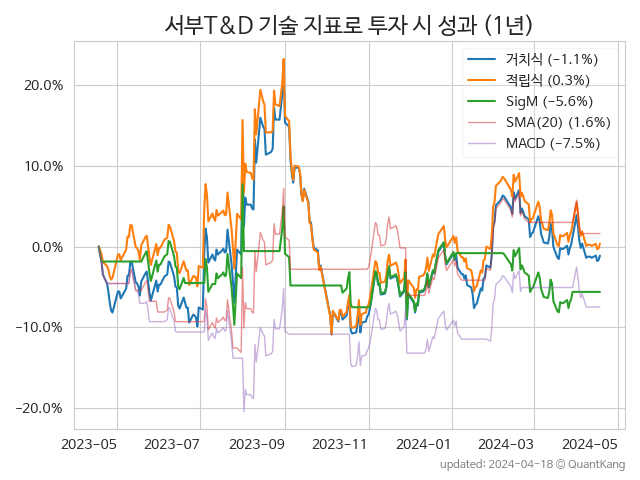 서부T&D 기술 지표로 투자 시 성과 (1년)
거치식 (−1.1%)
적립식 (0.3%)
SigM (−5.6%)
SMA(20) (1.6%)
MACD (−7.5%)
20.0%
10.0%
0.0%
−10.0%
−20.0%
2023-05 2023-07 2023-09 2023-11 2024-01 2024-03 2024-05
updated: 2024-04-18 © QuantKang